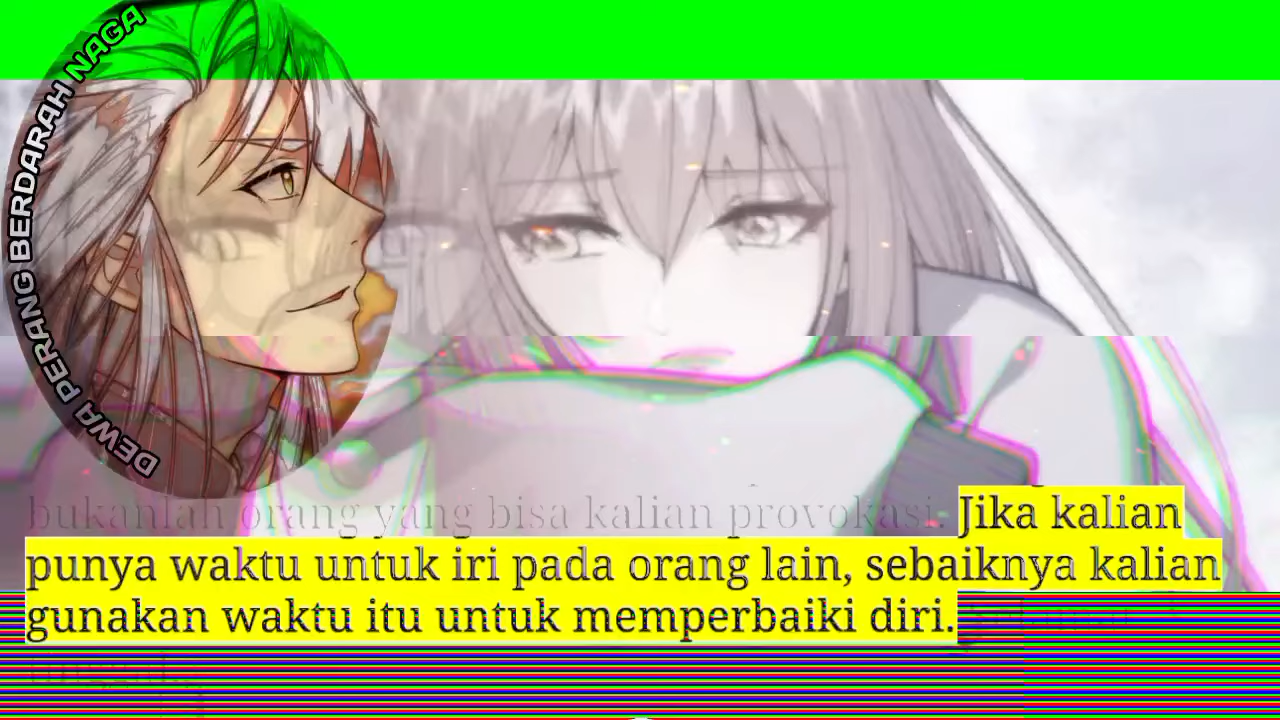 DEWA PERANG BERDARAH NAGA
bukanlah orang yang bisa kalian provokasi. Jika kalian
punya waktu untuk iri pada orang lain, sebaiknya kalian
gunakan waktu itu untuk memperbaiki diri.